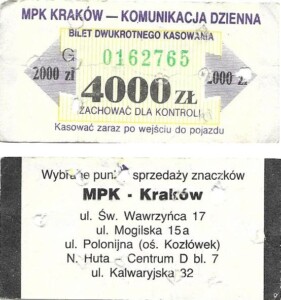 MPK KRAKÓW — KOMUNIKACJA DZIENNA
BILET DWUKROTNEGO KASOWANIA
G 0162765
2000 zł 4000 ZŁ 2000 zł
ZACHOWAĆ DLA KONTROLI
Kasować zaraz po wejściu do pojazdu
Wybrane punkty sprzedaży znaczków
MPK - Kraków
ul. Św. Wawrzyńca 17
ul. Mogilska 15a
ul. Polonijna (oś. Kozłówek)
N. Huta - Centrum D bl. 7
ul. Kalwaryjska 32